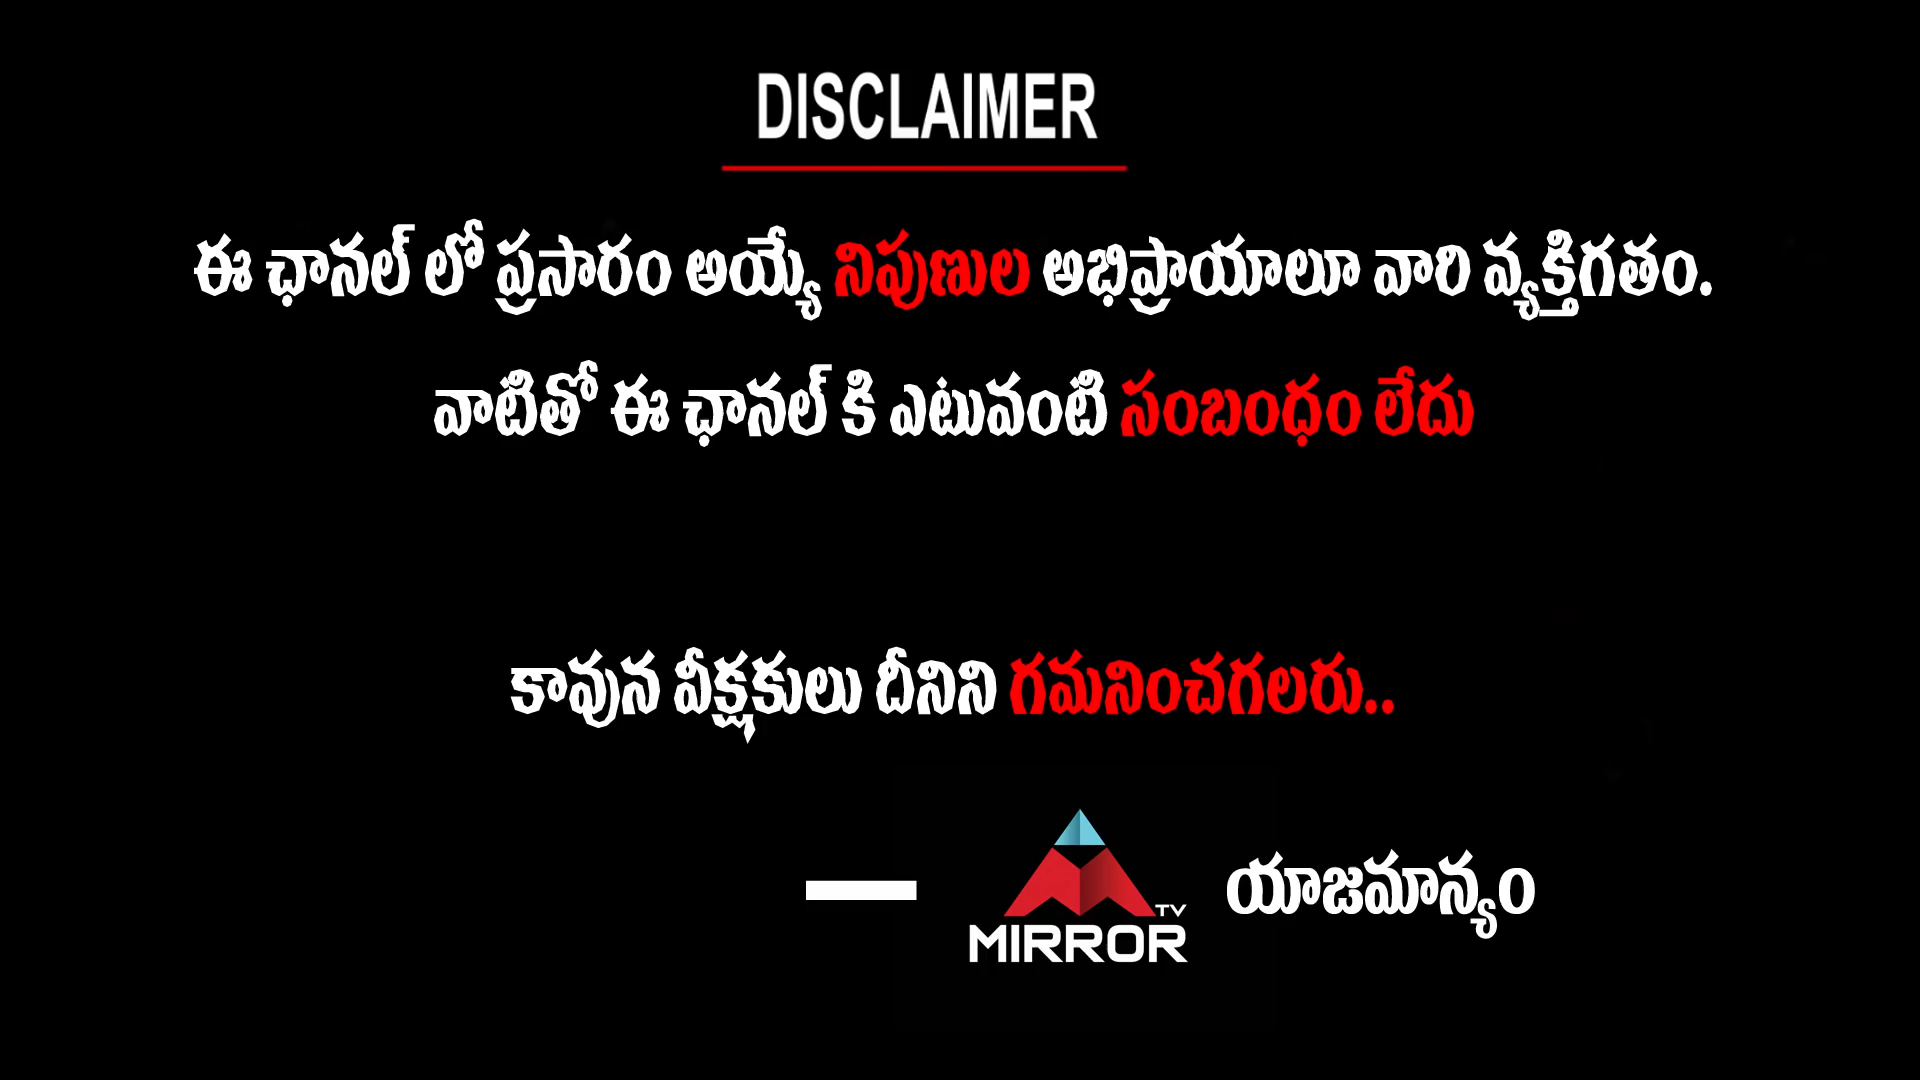 DISCLAIMER
ఈ ఛానల్ లో ప్రసారం అయ్యే నిపుణుల అభిప్రాయాలూ వారి వ్యక్తిగతం.
వాటితో ఈ ఛానల్ కి ఎటువంటి సంబంధం లేదు
కావున వీక్షకులు దీనిని గమనించగలరు..
— MIRROR TV యాజమాన్యం